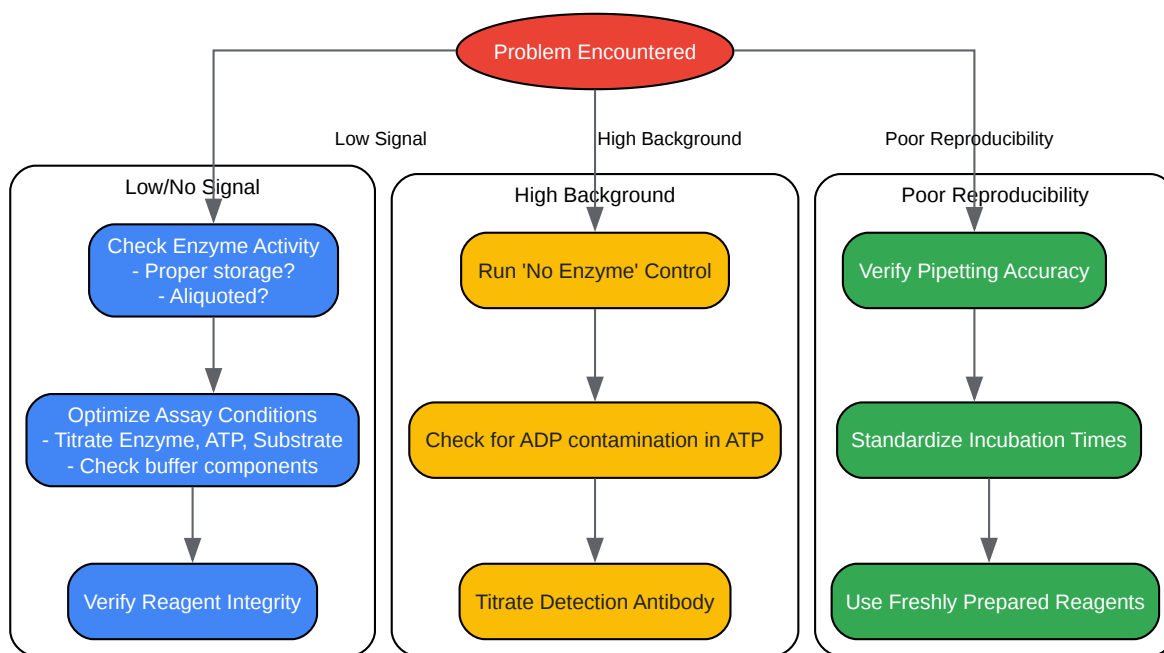 Problem Encountered
Low Signal
High Background
Poor Reproducibility
Low/No Signal
Check Enzyme Activity
- Proper storage?
- Aliquoted?
Optimize Assay Conditions
- Titrate Enzyme, ATP, Substrate
- Check buffer components
Verify Reagent Integrity
High Background
Run 'No Enzyme' Control
Check for ADP contamination in ATP
Titrate Detection Antibody
Poor Reproducibility
Verify Pipetting Accuracy
Standardize Incubation Times
Use Freshly Prepared Reagents